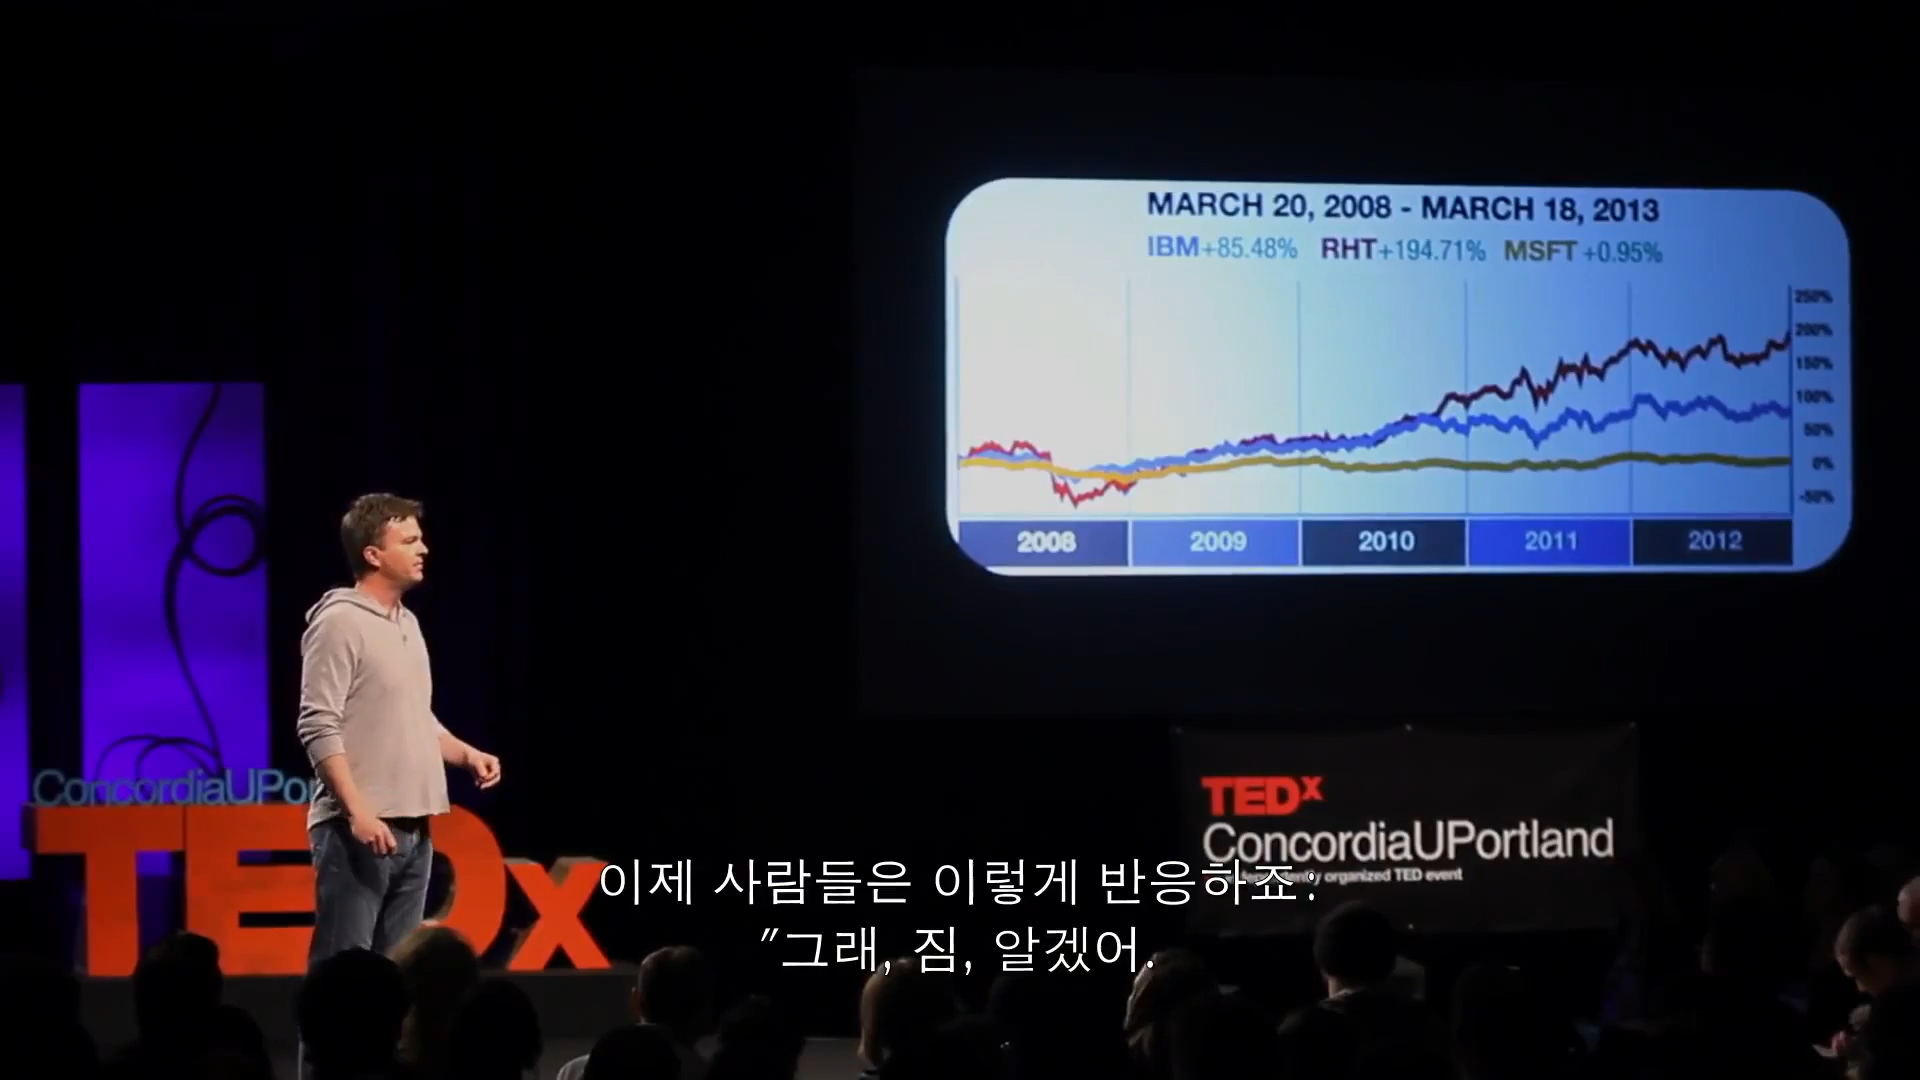 MARCH 20, 2008 - MARCH 18, 2013
IBM+85.48% RHT+194.71% MSFT +0.95%
250%
200%
150%
100%
50%
0%
-50%
2008 2009 2010 2011 2012
ConcordiaUPor
TEDx
TEDx
ConcordiaUPortland
organized TED event
이제 사람들은 이렇게 반응하죠:
"그래, 짐, 알겠어.